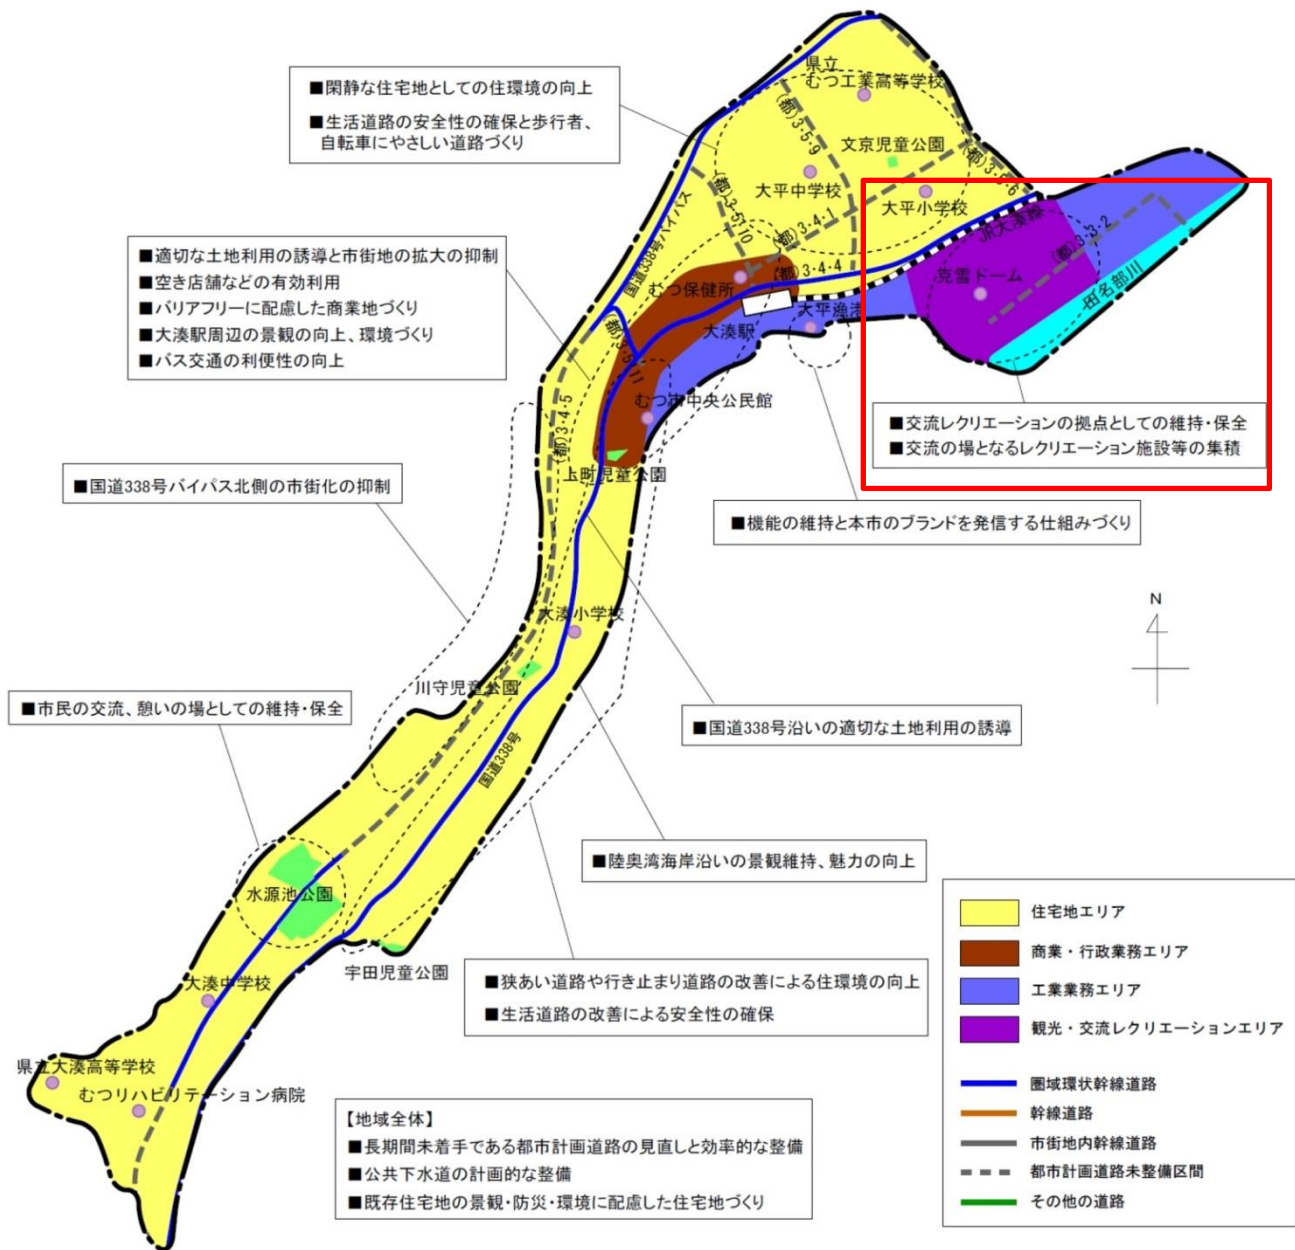 ■閑静な住宅地としての住環境の向上
■生活道路の安全性の確保と歩行者、
自転車にやさしい道路づくり
県立
むつ工業高等学校
(都)3・5・9
文京児童公園
大平中学校
(都)3・5・6
大平小学校
(都)3・5・10
(都)3・4・1
国道338号バイパス
JR大湊線
(都)3・3・2
■適切な土地利用の誘導と市街地の拡大の抑制
■空き店舗などの有効利用
■バリアフリーに配慮した商業地づくり
■大湊駅周辺の景観の向上、環境づくり
■バス交通の利便性の向上
(都)3・4・4
むつ保健所
克雪ドーム
田名部川
大平漁港
大湊駅
(都)3・5・11
むつ市中央公民館
(都)3・4・5
上町児童公園
■交流レクリエーションの拠点としての維持・保全
■交流の場となるレクリエーション施設等の集積
■国道338号バイパス北側の市街化の抑制
■機能の維持と本市のブランドを発信する仕組みづくり
N
大湊小学校
川守児童公園
■市民の交流、憩いの場としての維持・保全
■国道338号沿いの適切な土地利用の誘導
国道338号
■陸奥湾海岸沿いの景観維持、魅力の向上
水源池公園
宇田児童公園
■狭あい道路や行き止まり道路の改善による住環境の向上
■生活道路の改善による安全性の確保
大湊中学校
県立大湊高等学校
むつリハビリテーション病院
【地域全体】
■長期間未着手である都市計画道路の見直しと効率的な整備
■公共下水道の計画的な整備
■既存住宅地の景観・防災・環境に配慮した住宅地づくり
住宅地エリア
商業・行政業務エリア
工業業務エリア
観光・交流レクリエーションエリア
圏域環状幹線道路
幹線道路
市街地内幹線道路
都市計画道路未整備区間
その他の道路